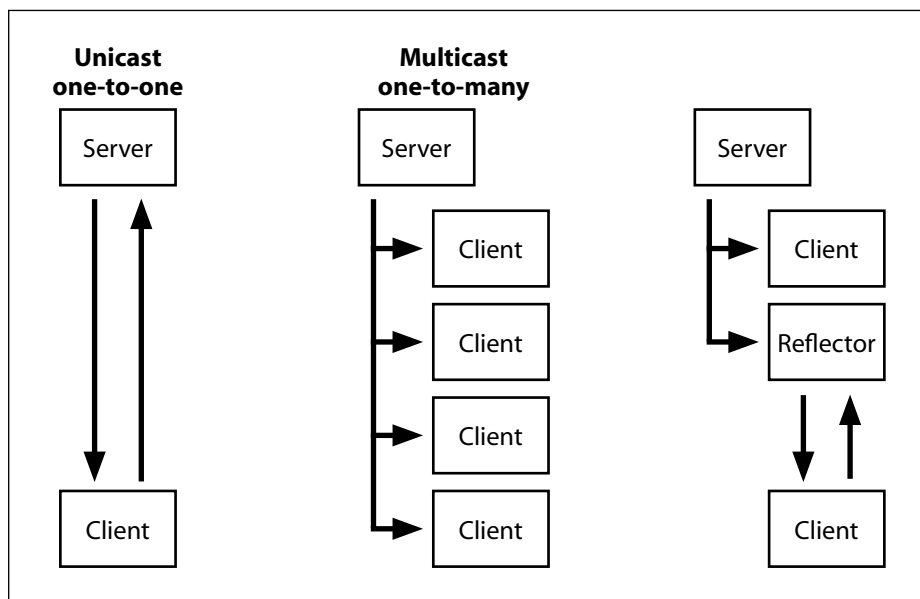 Unicast
one-to-one
Server
Client
Multicast
one-to-many
Server
Client
Client
Client
Client
Server
Client
Reflector
Client